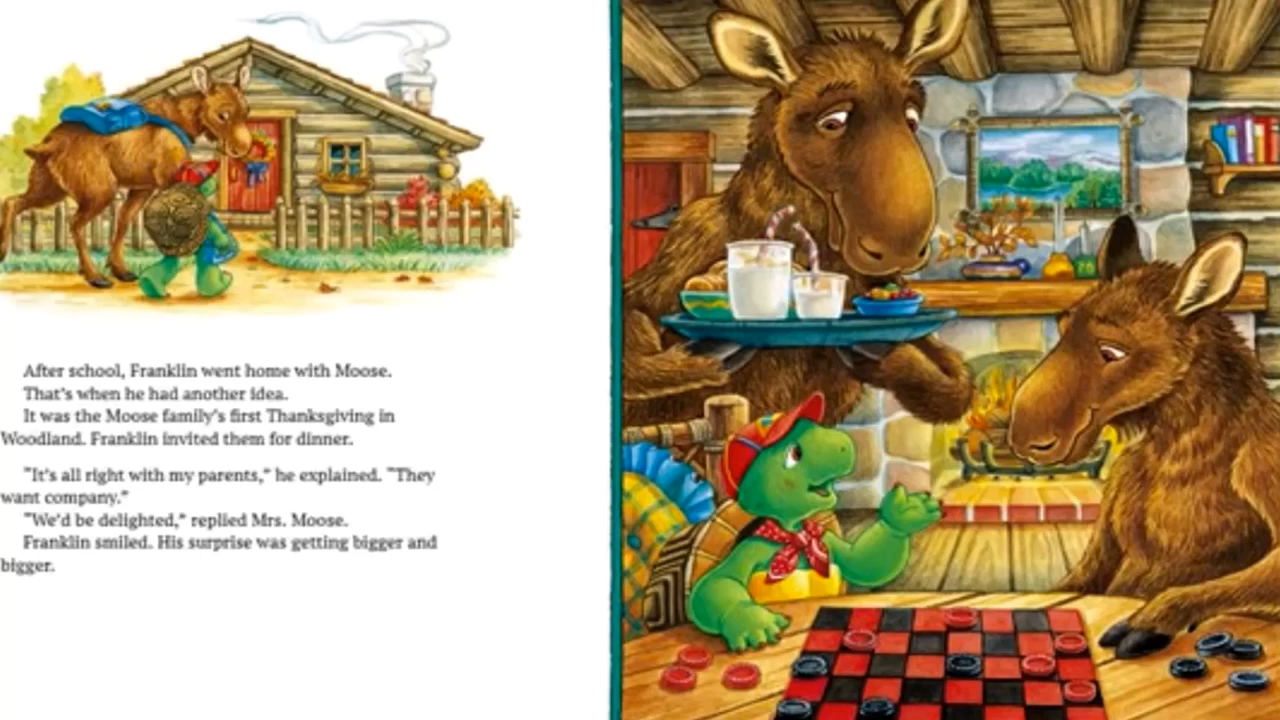 After school, Franklin went home with Moose.
That's when he had another idea.
It was the Moose family's first Thanksgiving in
Woodland. Franklin invited them for dinner.
"It's all right with my parents," he explained. "They
want company."
"We'd be delighted," replied Mrs. Moose.
Franklin smiled. His surprise was getting bigger and
bigger.